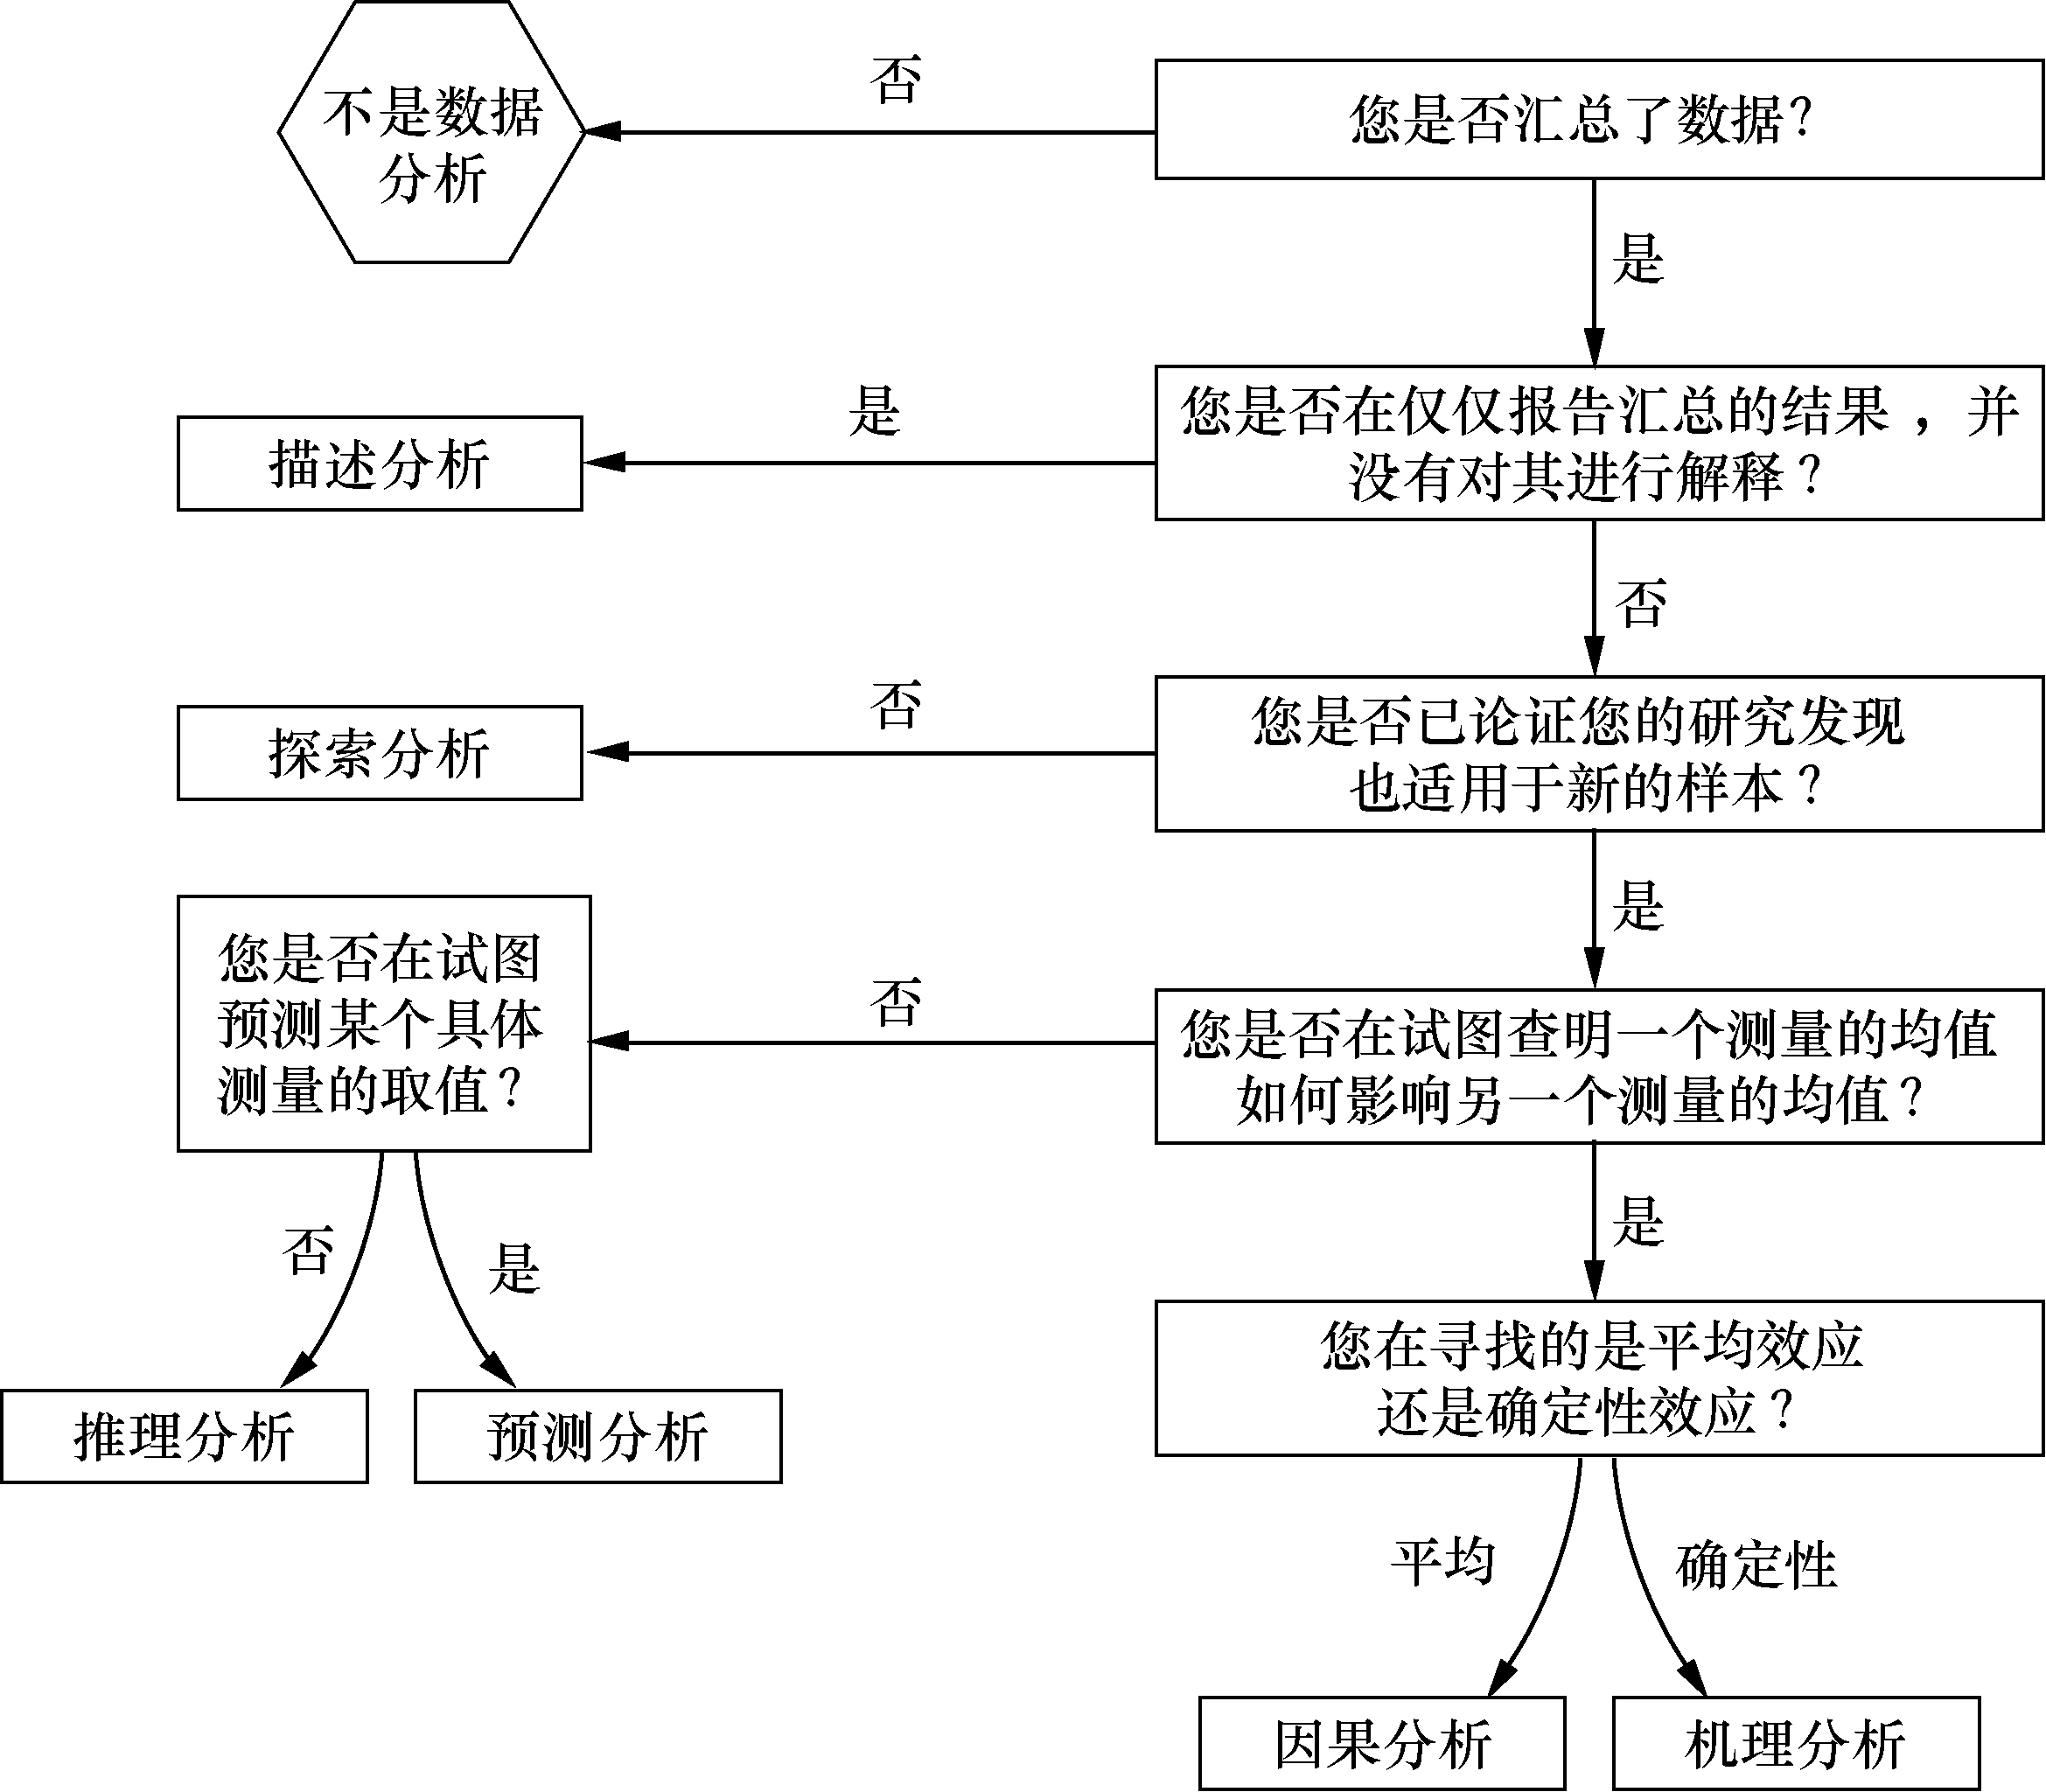 不是数据
分析
否
您是否汇总了数据？
是
描述分析
是
您是否在仅仅报告汇总的结果，并
没有对其进行解释？
否
探索分析
否
您是否已论证您的研究发现
也适用于新的样本？
是
您是否在试图
预测某个具体
测量的取值？
否
您是否在试图查明一个测量的均值
如何影响另一个测量的均值？
否
是
是
推理分析
预测分析
您在寻找的是平均效应
还是确定性效应？
平均
确定性
因果分析
机理分析